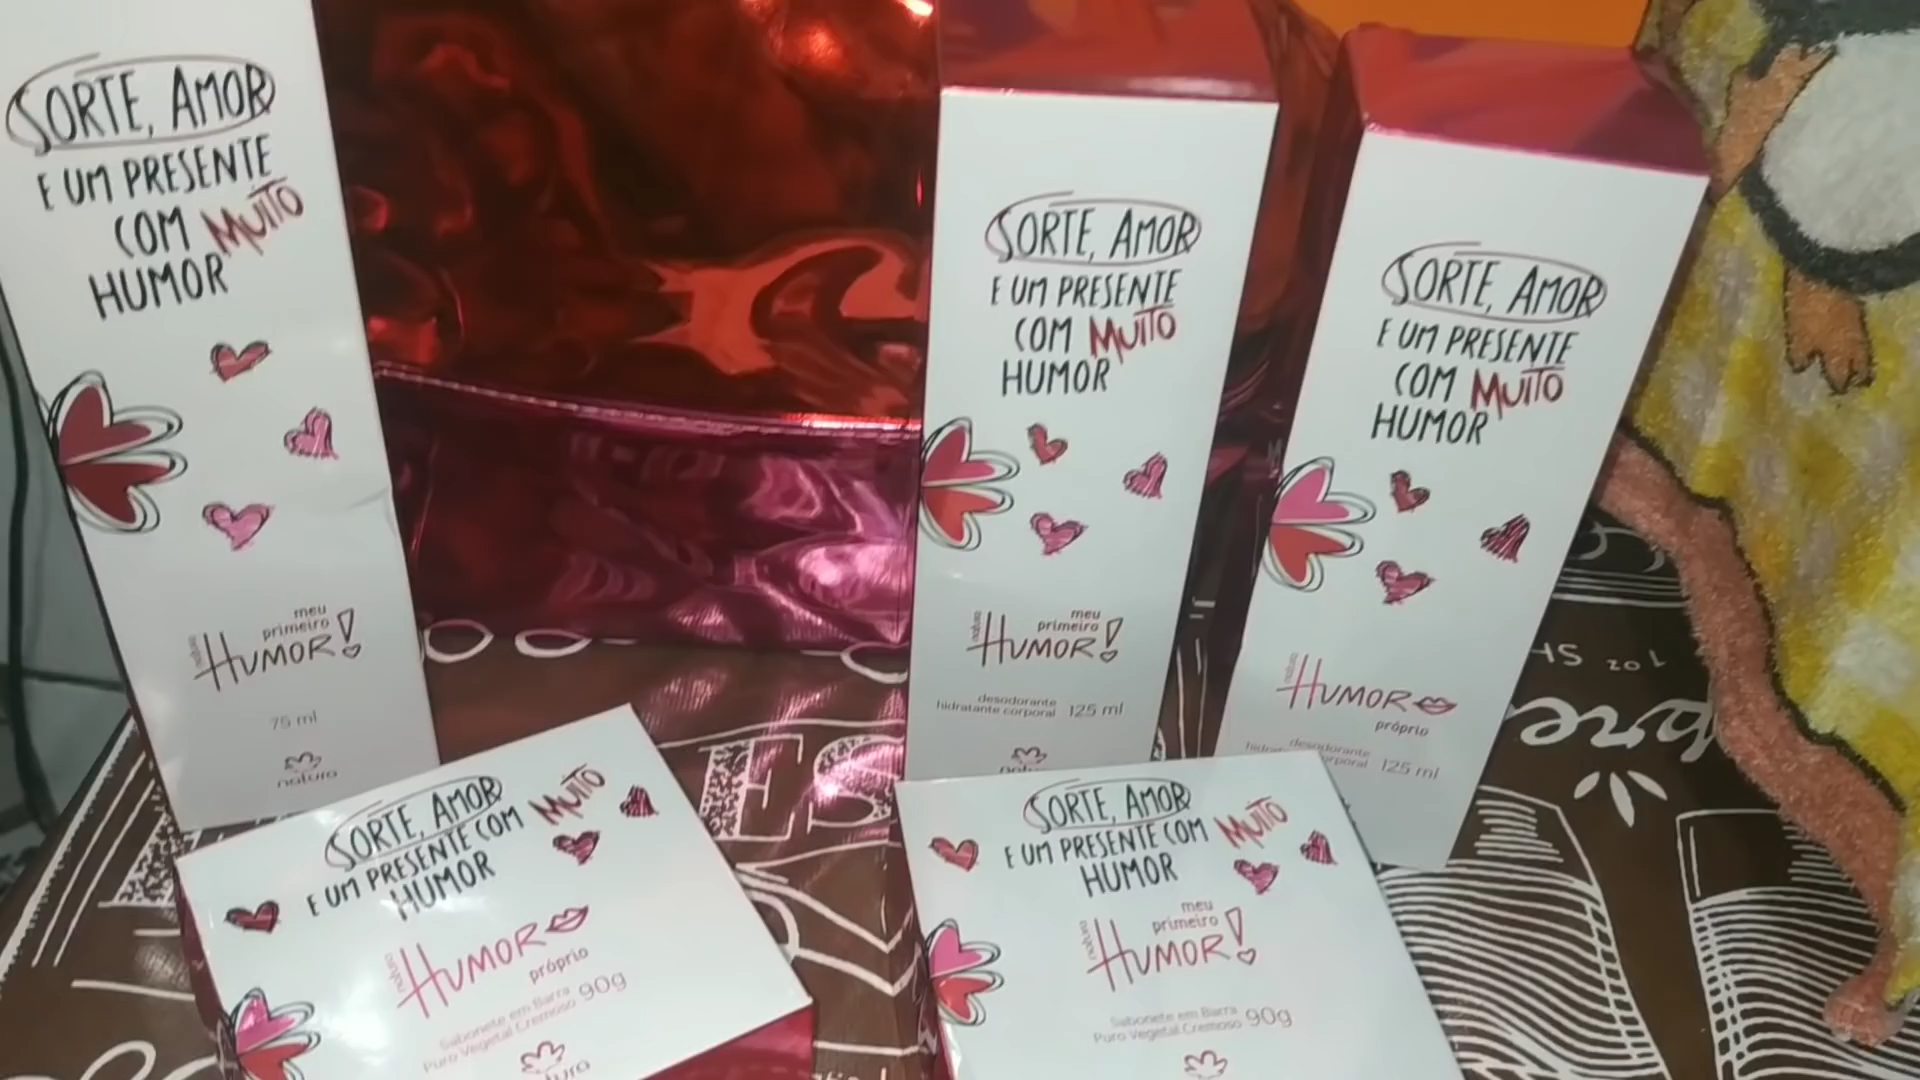 SORTE, AMOR
E UM PRESENTE
COM MUITO
HUMOR
meu
primeiro
natura
HUMOR!
75 ml
natura
SORTE, AMOR
E UM PRESENTE
COM MUITO
HUMOR
meu
primeiro
natura
HUMOR!
desodorante
hidratante corporal 125 ml
SORTE, AMOR
E UM PRESENTE
COM MUITO
HUMOR
natura
HUMOR
próprio
desodorante
125 ml
SORTE, AMOR
E UM PRESENTE COM MUITO
HUMOR
natura
HUMOR
próprio
Sabonete em Barra
Puro Vegetal Cremoso 90g
SORTE, AMOR
E UM PRESENTE COM MUITO
HUMOR
meu
primeiro
natura
HUMOR!
Sabonete em Barra
Puro Vegetal Cremoso 90g